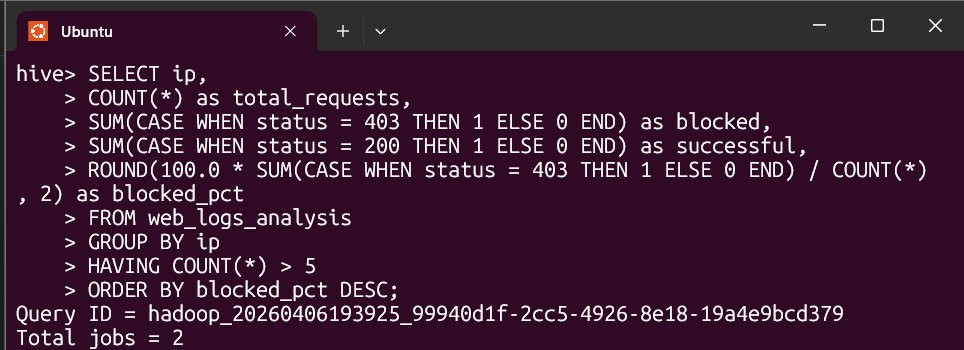 Ubuntu
hive> SELECT ip,
    > COUNT(*) as total_requests,
    > SUM(CASE WHEN status = 403 THEN 1 ELSE 0 END) as blocked,
    > SUM(CASE WHEN status = 200 THEN 1 ELSE 0 END) as successful,
    > ROUND(100.0 * SUM(CASE WHEN status = 403 THEN 1 ELSE 0 END) / COUNT(*)
, 2) as blocked_pct
    > FROM web_logs_analysis
    > GROUP BY ip
    > HAVING COUNT(*) > 5
    > ORDER BY blocked_pct DESC;
Query ID = hadoop_20260406193925_99940d1f-2cc5-4926-8e18-19a4e9bcd379
Total jobs = 2